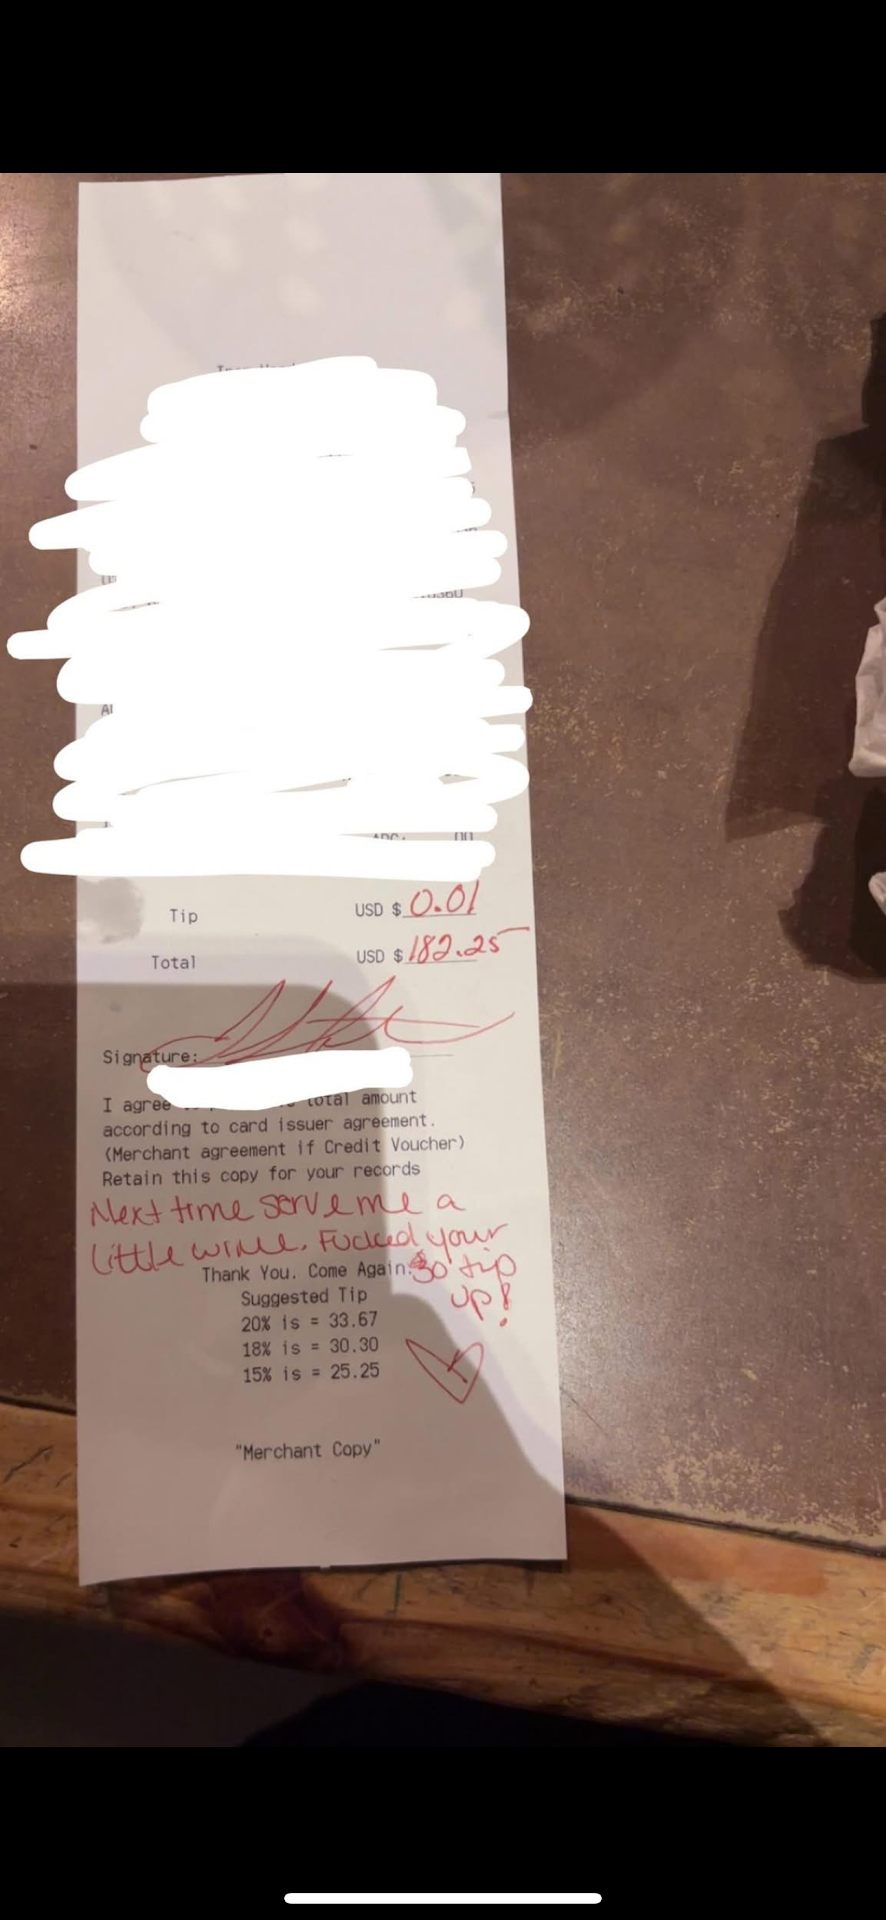 Tip USD $ 0.01
Total USD $ 182.25
Signature:
I agree total amount
according to card issuer agreement.
(Merchant agreement if Credit Voucher)
Retain this copy for your records
Next time serve me a
little wine. Fucked your
$30 tip
up!
Thank You. Come Again.
Suggested Tip
20% is = 33.67
18% is = 30.30
15% is = 25.25
"Merchant Copy"